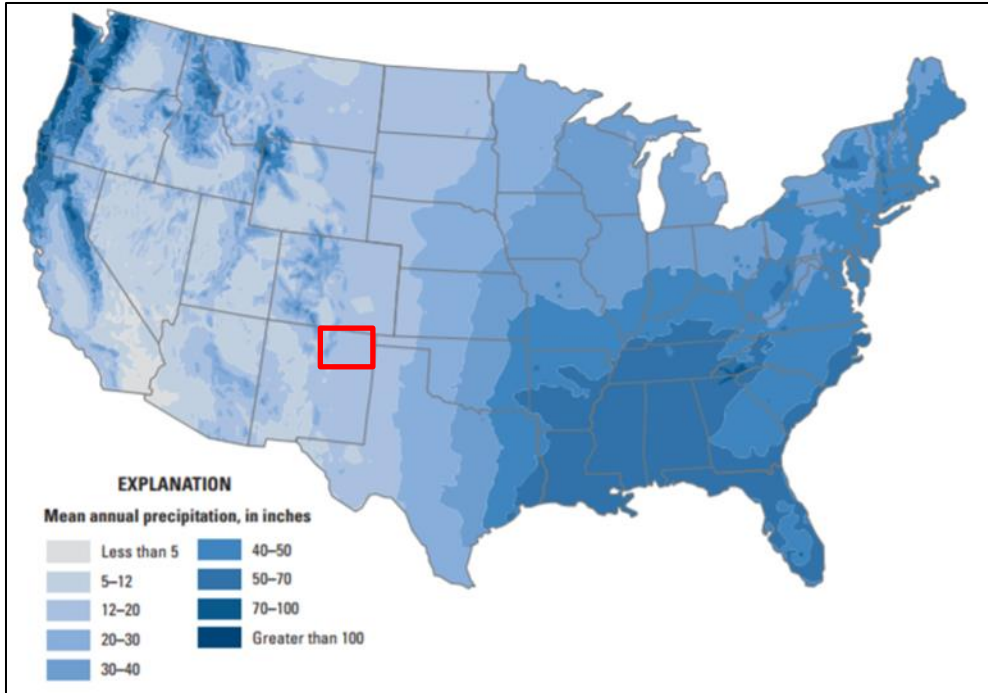 EXPLANATION
Mean annual precipitation, in inches
Less than 5
5–12
12–20
20–30
30–40
40–50
50–70
70–100
Greater than 100